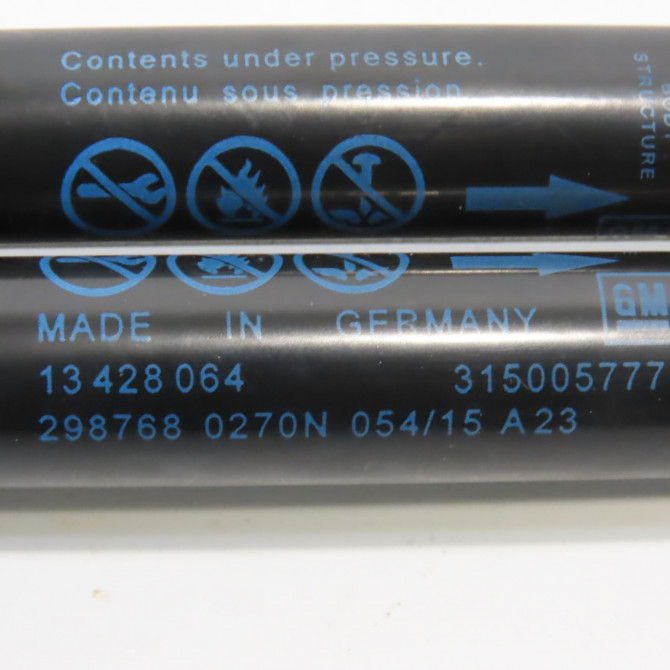 Contents under pressure.
Contenu sous pression.
STRUCTURE
GM
MADE IN GERMANY
13 428 064 315005777
298768 0270N 054/15 A23